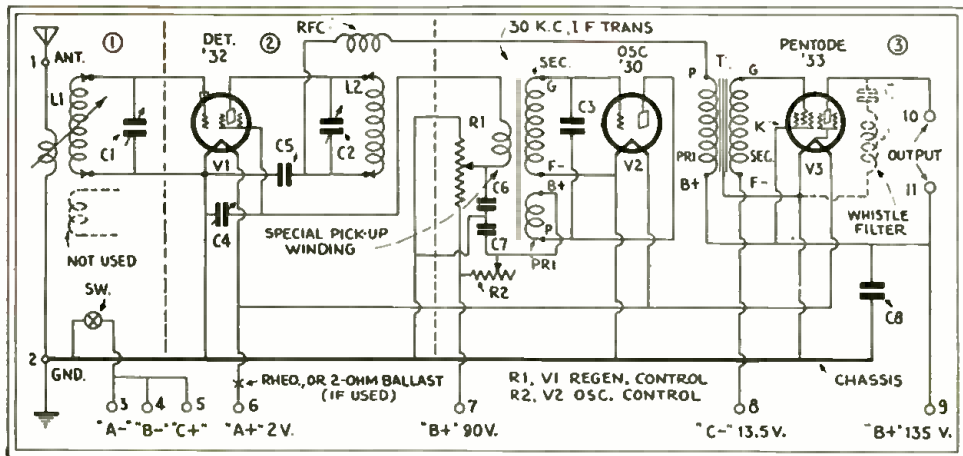 RFC
30 K.C., I F TRANS
①
DET.
'32
②
OSC
'30
PENTODE
'33
③
1
ANT.
L1
C1
V1
C5
L2
C2
SEC.
G
R1
C3
V2
F-
B+
P
PRI
C6
C7
R2
P
T.
G
K
PRI
SEC.
B+
F-
V3
10
OUTPUT
11
WHISTLE
FILTER
C4
SPECIAL PICK-UP
WINDING
NOT USED
SW.
C8
2
GND.
RHEO., OR 2-OHM BALLAST
(IF USED)
R1, V1 REGEN. CONTROL
R2, V2 OSC. CONTROL
CHASSIS
3
4
5
6
7
8
9
"A-" "B-" "C+"
"A+" 2 V.
"B+" 90 V.
"C-" 13.5 V.
"B+" 135 V.